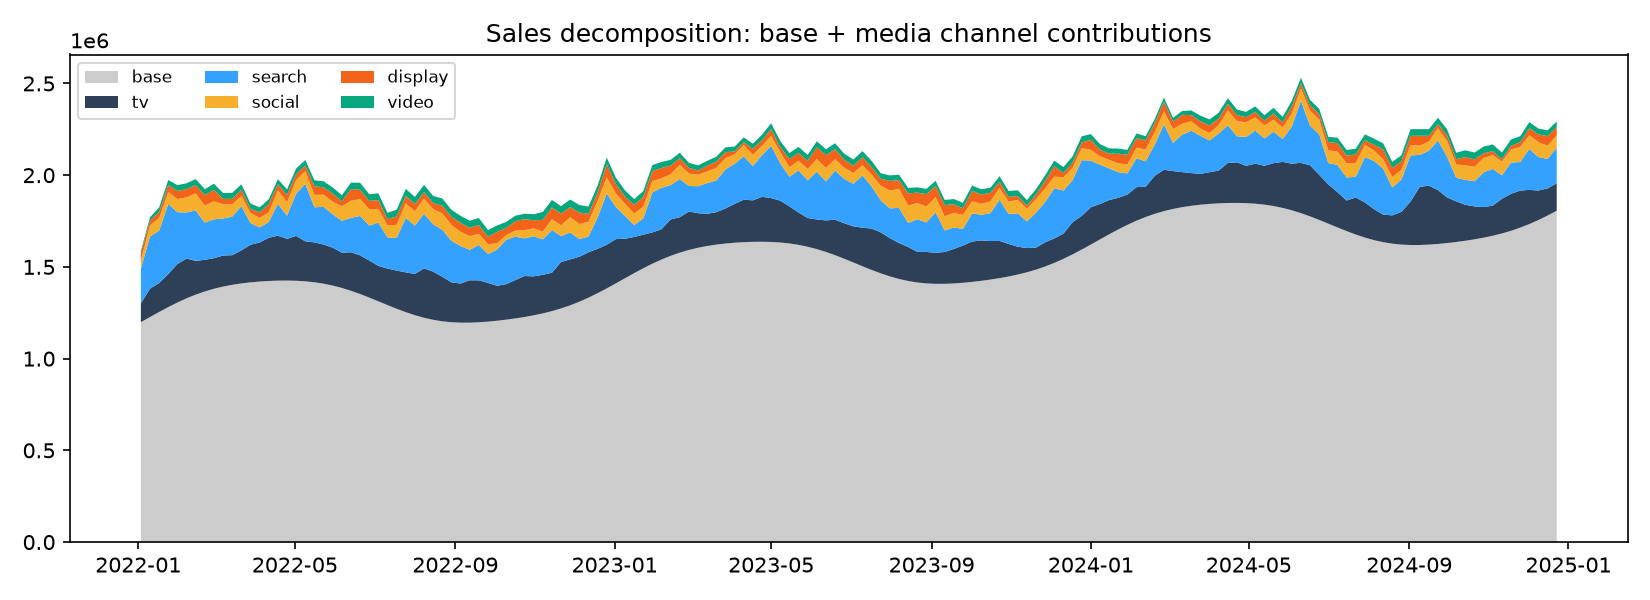 Sales decomposition: base + media channel contributions
1e6
base search display
tv social video
2.5
2.0
1.5
1.0
0.5
0.0
2022-01 2022-05 2022-09 2023-01 2023-05 2023-09 2024-01 2024-05 2024-09 2025-01